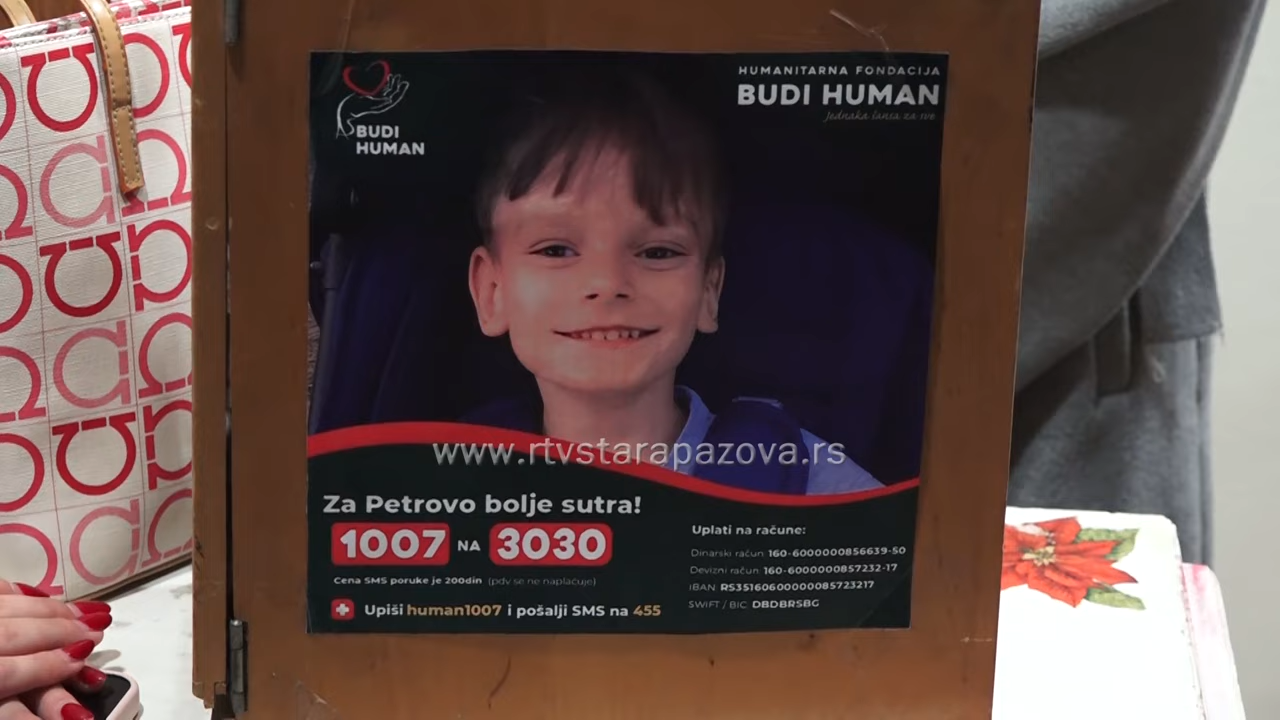 BUDI
HUMAN
HUMANITARNA FONDACIJA
BUDI HUMAN
Jednaka šansa za sve
www.rtvstarapazova.rs
Za Petrovo bolje sutra!
1007 NA 3030
Cena SMS poruke je 200din (pdv se ne naplaćuje)
Upiši human1007 i pošalji SMS na 455
Uplati na račune:
Dinarski račun: 160-6000000856639-50
Devizni račun: 160-6000000857232-17
IBAN: RS35160600000085723217
SWIFT / BIC: DBDBRSBG